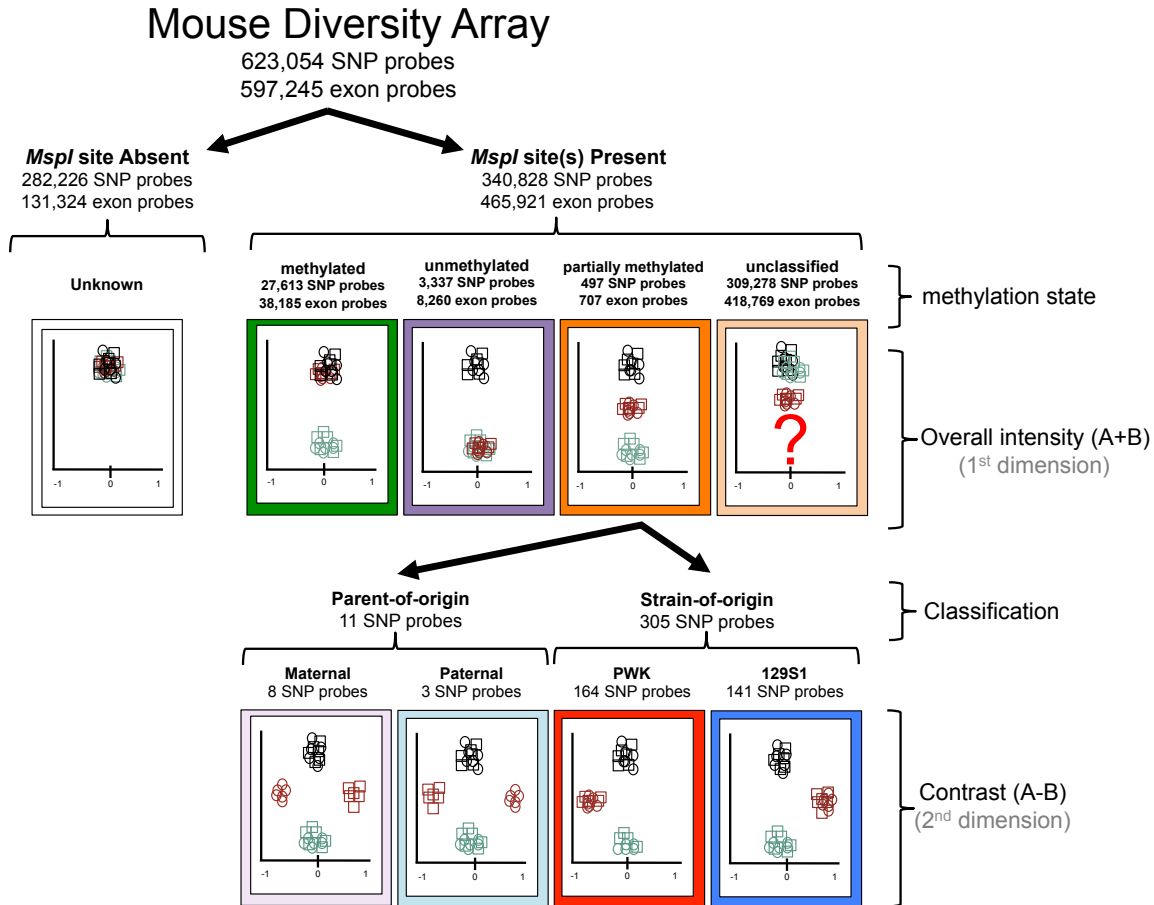 Mouse Diversity Array
623,054 SNP probes
597,245 exon probes
MspI site Absent
282,226 SNP probes
131,324 exon probes
MspI site(s) Present
340,828 SNP probes
465,921 exon probes
Unknown
methylated
27,613 SNP probes
38,185 exon probes
unmethylated
3,337 SNP probes
8,260 exon probes
partially methylated
497 SNP probes
707 exon probes
unclassified
309,278 SNP probes
418,769 exon probes
methylation state
-1 0 1
-1 0 1
-1 0 1
-1 0 1
?
-1 0 1
Overall intensity (A+B)
(1st dimension)
Parent-of-origin
11 SNP probes
Strain-of-origin
305 SNP probes
Classification
Maternal
8 SNP probes
Paternal
3 SNP probes
PWK
164 SNP probes
129S1
141 SNP probes
-1 0 1
-1 0 1
-1 0 1
-1 0 1
Contrast (A-B)
(2nd dimension)